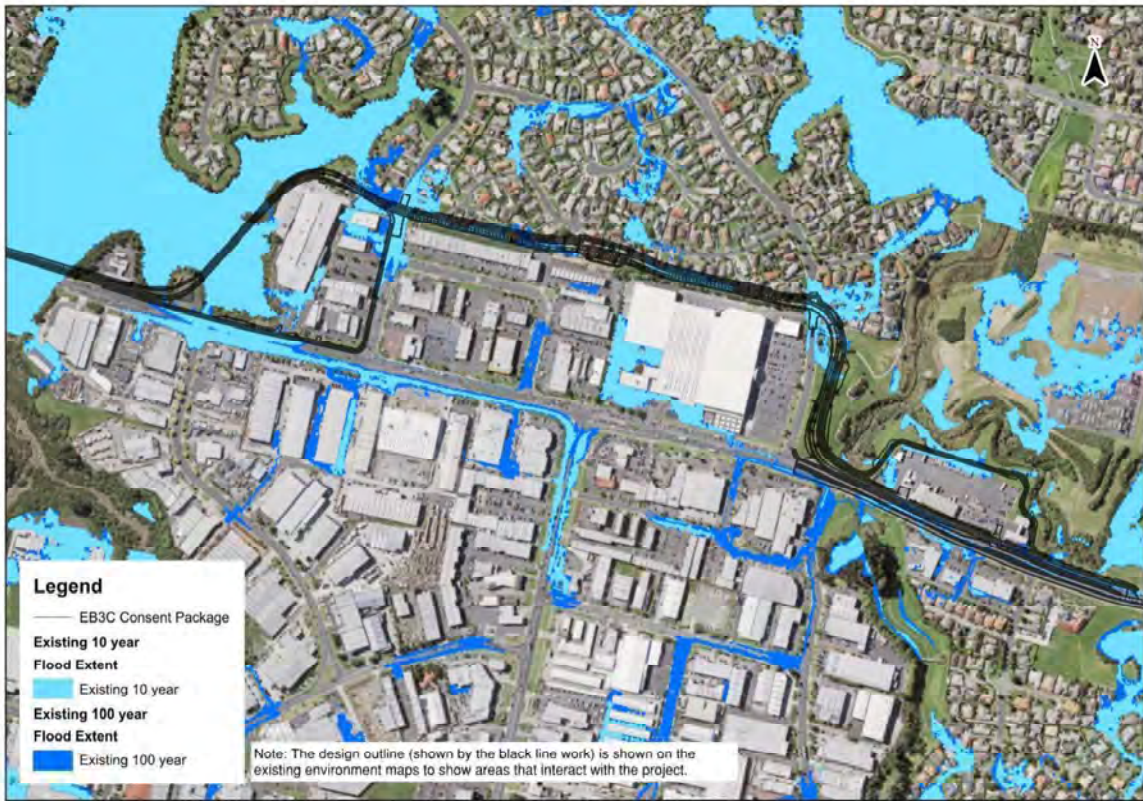 N
Legend
EB3C Consent Package
Existing 10 year
Flood Extent
Existing 10 year
Existing 100 year
Flood Extent
Existing 100 year
Note: The design outline (shown by the black line work) is shown on the
existing environment maps to show areas that interact with the project.